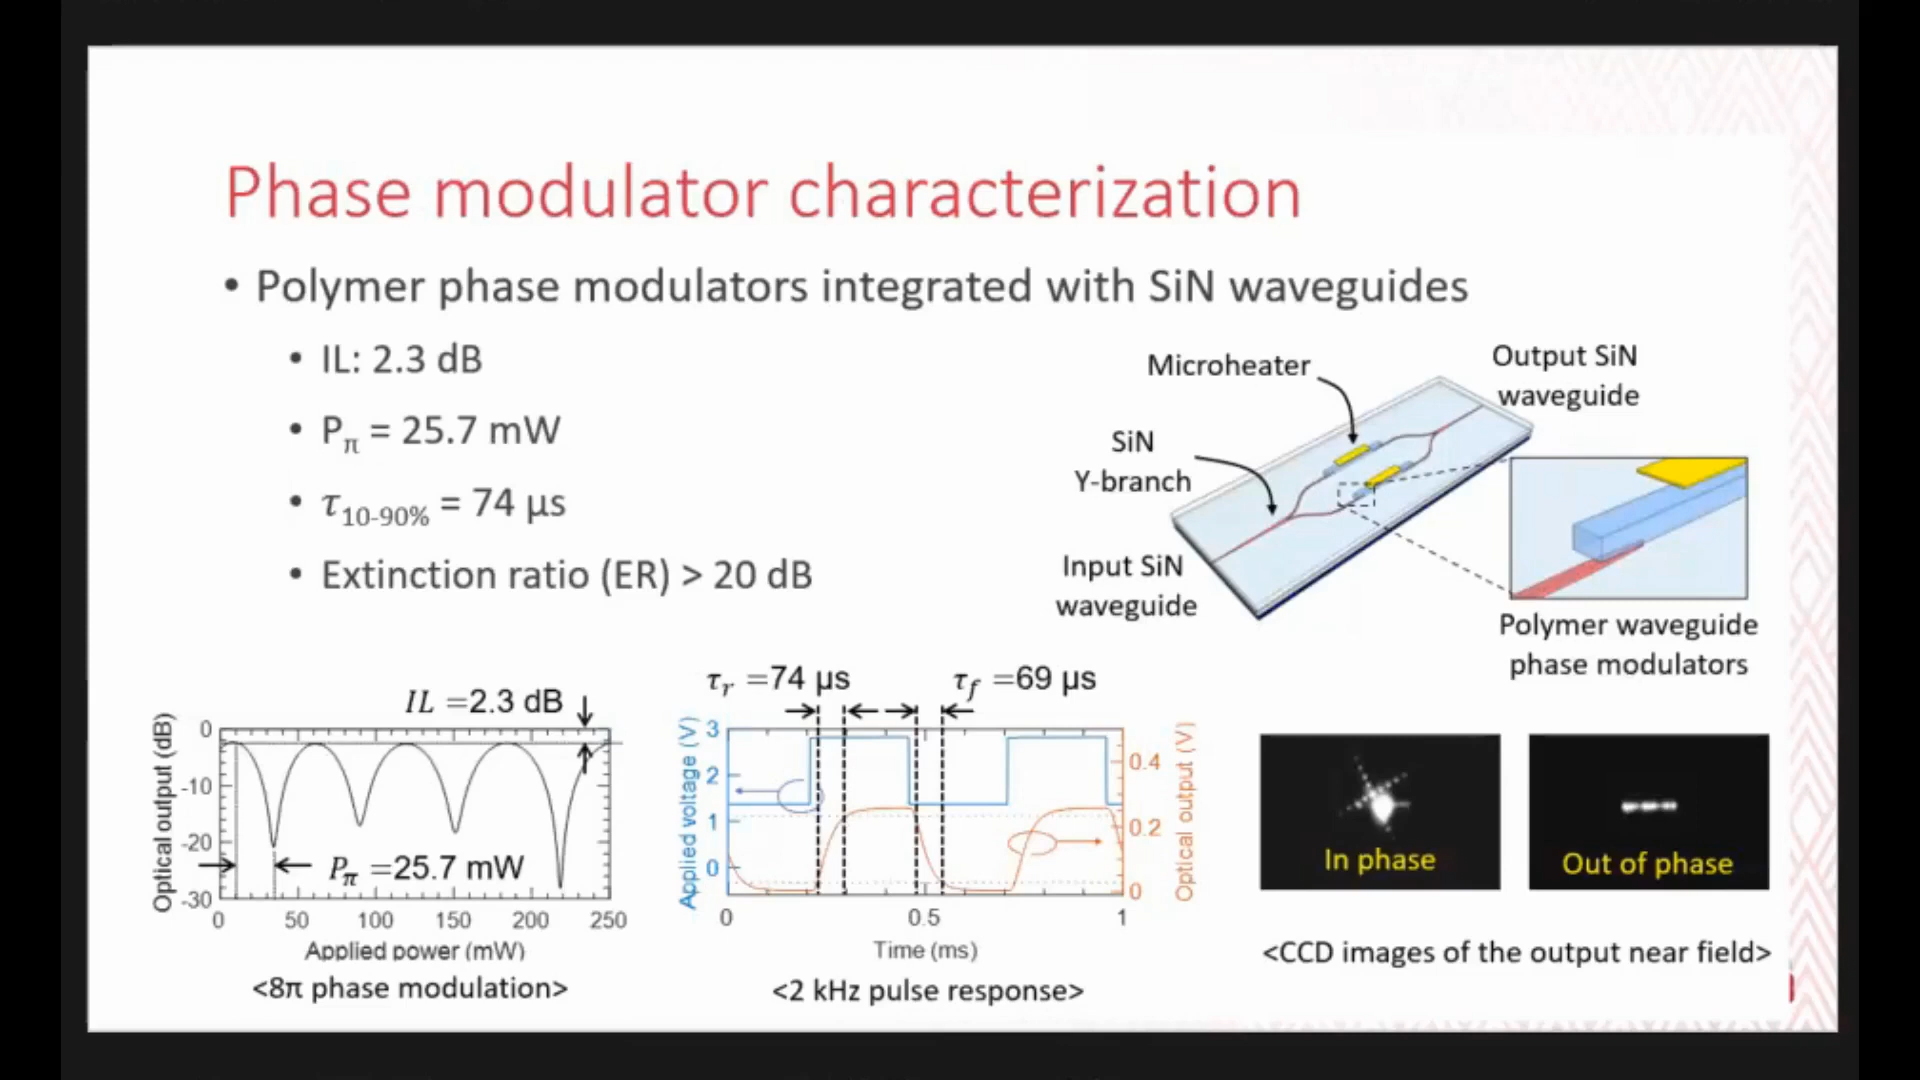 Phase modulator characterization
• Polymer phase modulators integrated with SiN waveguides
• IL: 2.3 dB
• Pπ = 25.7 mW
• τ10-90% = 74 μs
• Extinction ratio (ER) > 20 dB
Microheater
Output SiN
waveguide
SiN
Y-branch
Input SiN
waveguide
Polymer waveguide
phase modulators
IL =2.3 dB
Optical output (dB)
0
-10
-20
-30
Pπ =25.7 mW
0 50 100 150 200 250
Applied power (mW)
<8π phase modulation>
τr =74 μs
τf =69 μs
Applied voltage (V)
3
2
1
0
0.4
0.2
0
Optical output (V)
0 0.5 1
Time (ms)
<2 kHz pulse response>
In phase
Out of phase
<CCD images of the output near field>